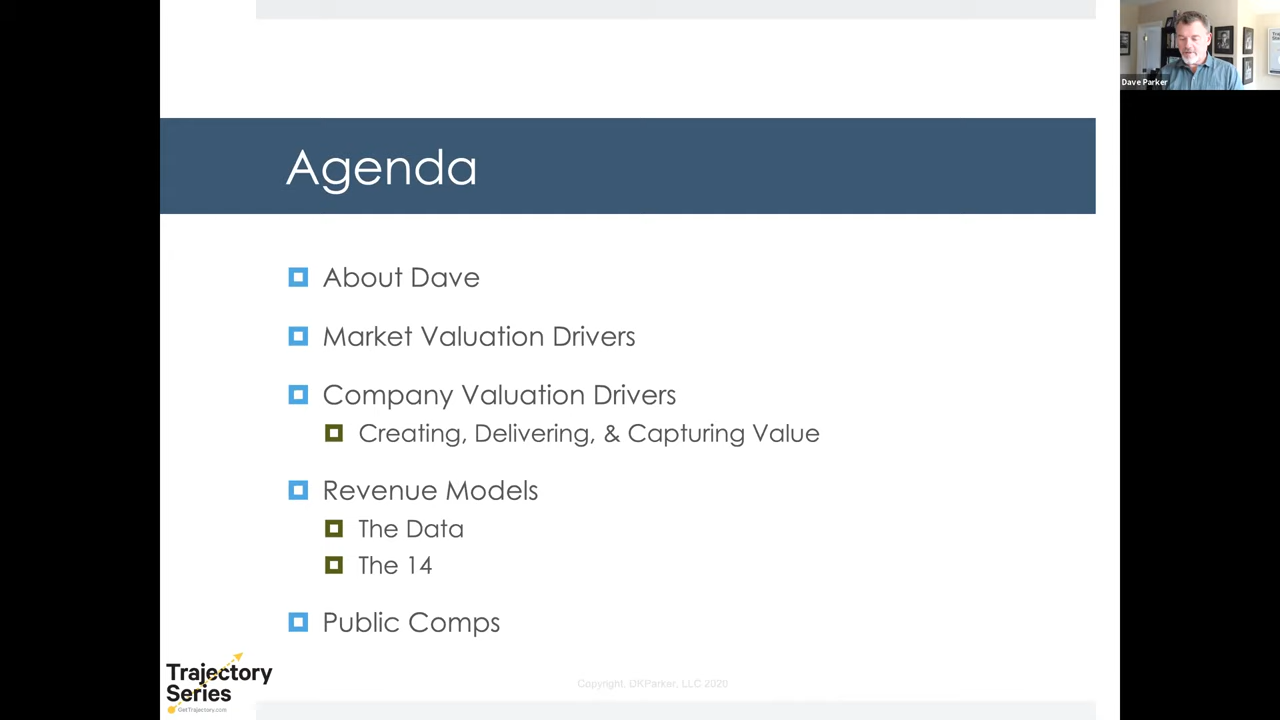 Agenda
About Dave
Market Valuation Drivers
Company Valuation Drivers
Creating, Delivering, & Capturing Value
Revenue Models
The Data
The 14
Public Comps
Trajectory
Series
GetTrajectory.com
Copyright, DKParker, LLC 2020
Dave Parker